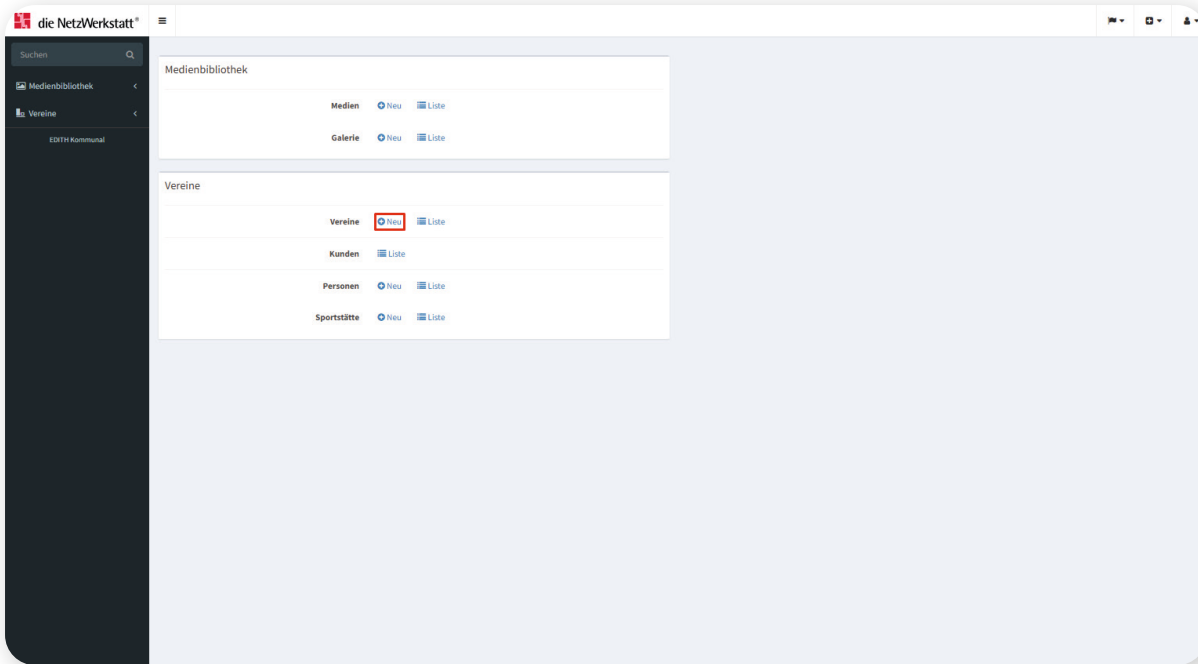 die NetzWerkstatt®
Suchen
Medienbibliothek
Vereine
EDITH Kommunal
Medienbibliothek
Medien Neu Liste
Galerie Neu Liste
Vereine
Vereine Neu Liste
Kunden Liste
Personen Neu Liste
Sportstätte Neu Liste